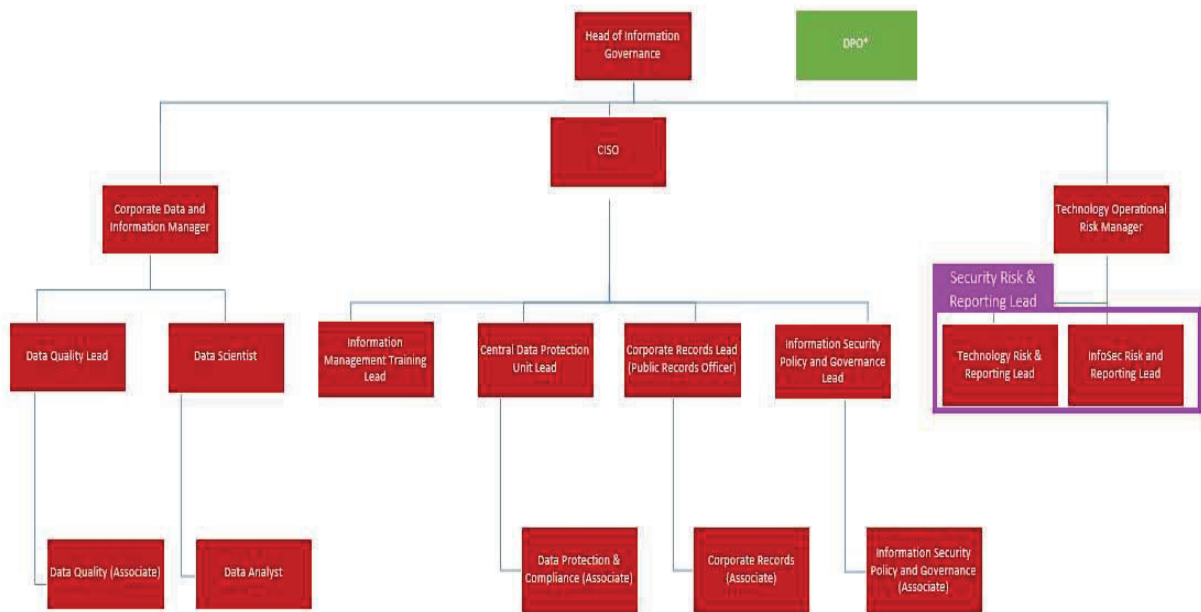 Head of Information
Governance
DPO*
CISO
Corporate Data and
Information Manager
Technology Operational
Risk Manager
Security Risk &
Reporting Lead
Data Quality Lead
Data Scientist
Information
Management Training
Lead
Central Data Protection
Unit Lead
Corporate Records Lead
(Public Records Officer)
Information Security
Policy and Governance
Lead
Technology Risk &
Reporting Lead
InfoSec Risk and
Reporting Lead
Data Quality (Associate)
Data Analyst
Data Protection &
Compliance (Associate)
Corporate Records
(Associate)
Information Security
Policy and Governance
(Associate)